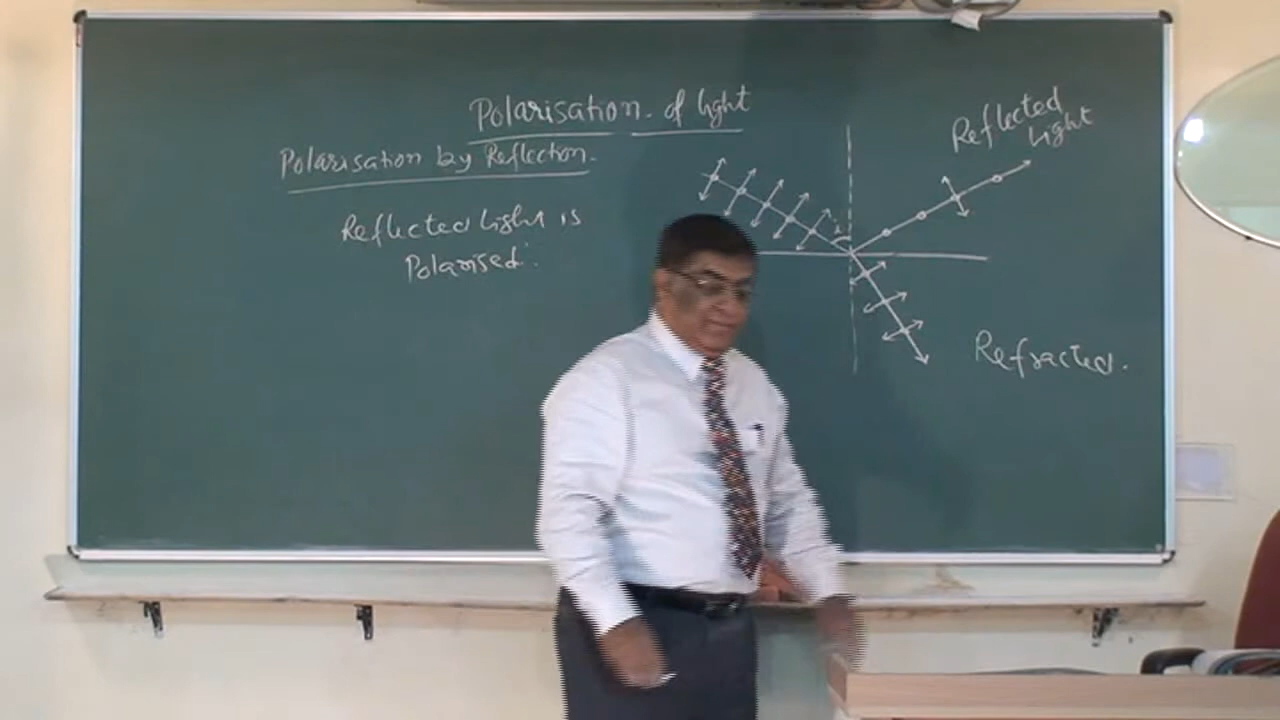 Polarisation of light
Polarisation by Reflection.
Reflected light is
Polarised.
Reflected
light
i
Refracted.